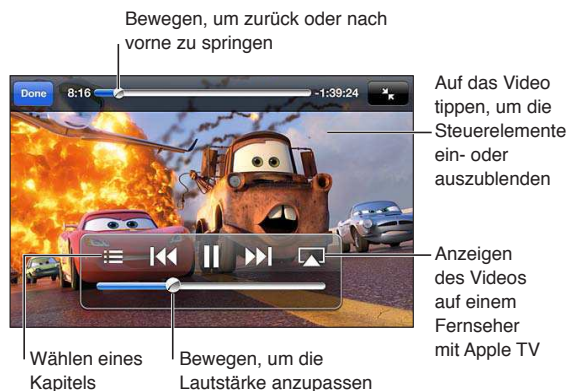 Bewegen, um zurück oder nach
vorne zu springen
Done
8:16
-1:39:24
Auf das Video
tippen, um die
Steuerelemente
ein- oder
auszublenden
Anzeigen
des Videos
auf einem
Fernseher
mit Apple TV
Wählen eines
Kapitels
Bewegen, um die
Lautstärke anzupassen